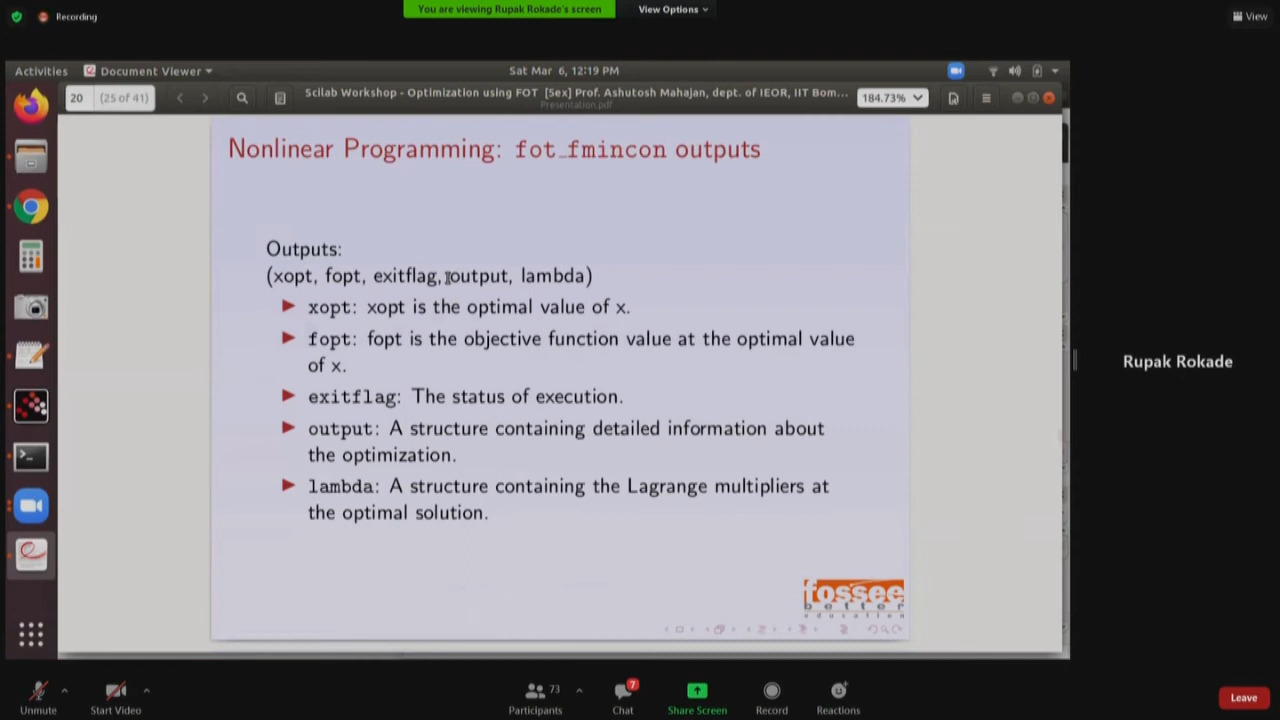 Recording
You are viewing Rupak Rokade's screen
View Options
View
Activities
Document Viewer
Sat Mar 6, 12:19 PM
20
(25 of 41)
Scilab Workshop - Optimization using FOT [Sex] Prof. Ashutosh Mahajan, dept. of IEOR, IIT Bom...
Presentation.pdf
184.73%
Nonlinear Programming: fot_fmincon outputs
Outputs:
(xopt, fopt, exitflag, output, lambda)
xopt: xopt is the optimal value of x.
fopt: fopt is the objective function value at the optimal value
of x.
exitflag: The status of execution.
output: A structure containing detailed information about
the optimization.
lambda: A structure containing the Lagrange multipliers at
the optimal solution.
fossee
better
education
Rupak Rokade
Unmute
Start Video
73
Participants
7
Chat
Share Screen
Record
Reactions
Leave